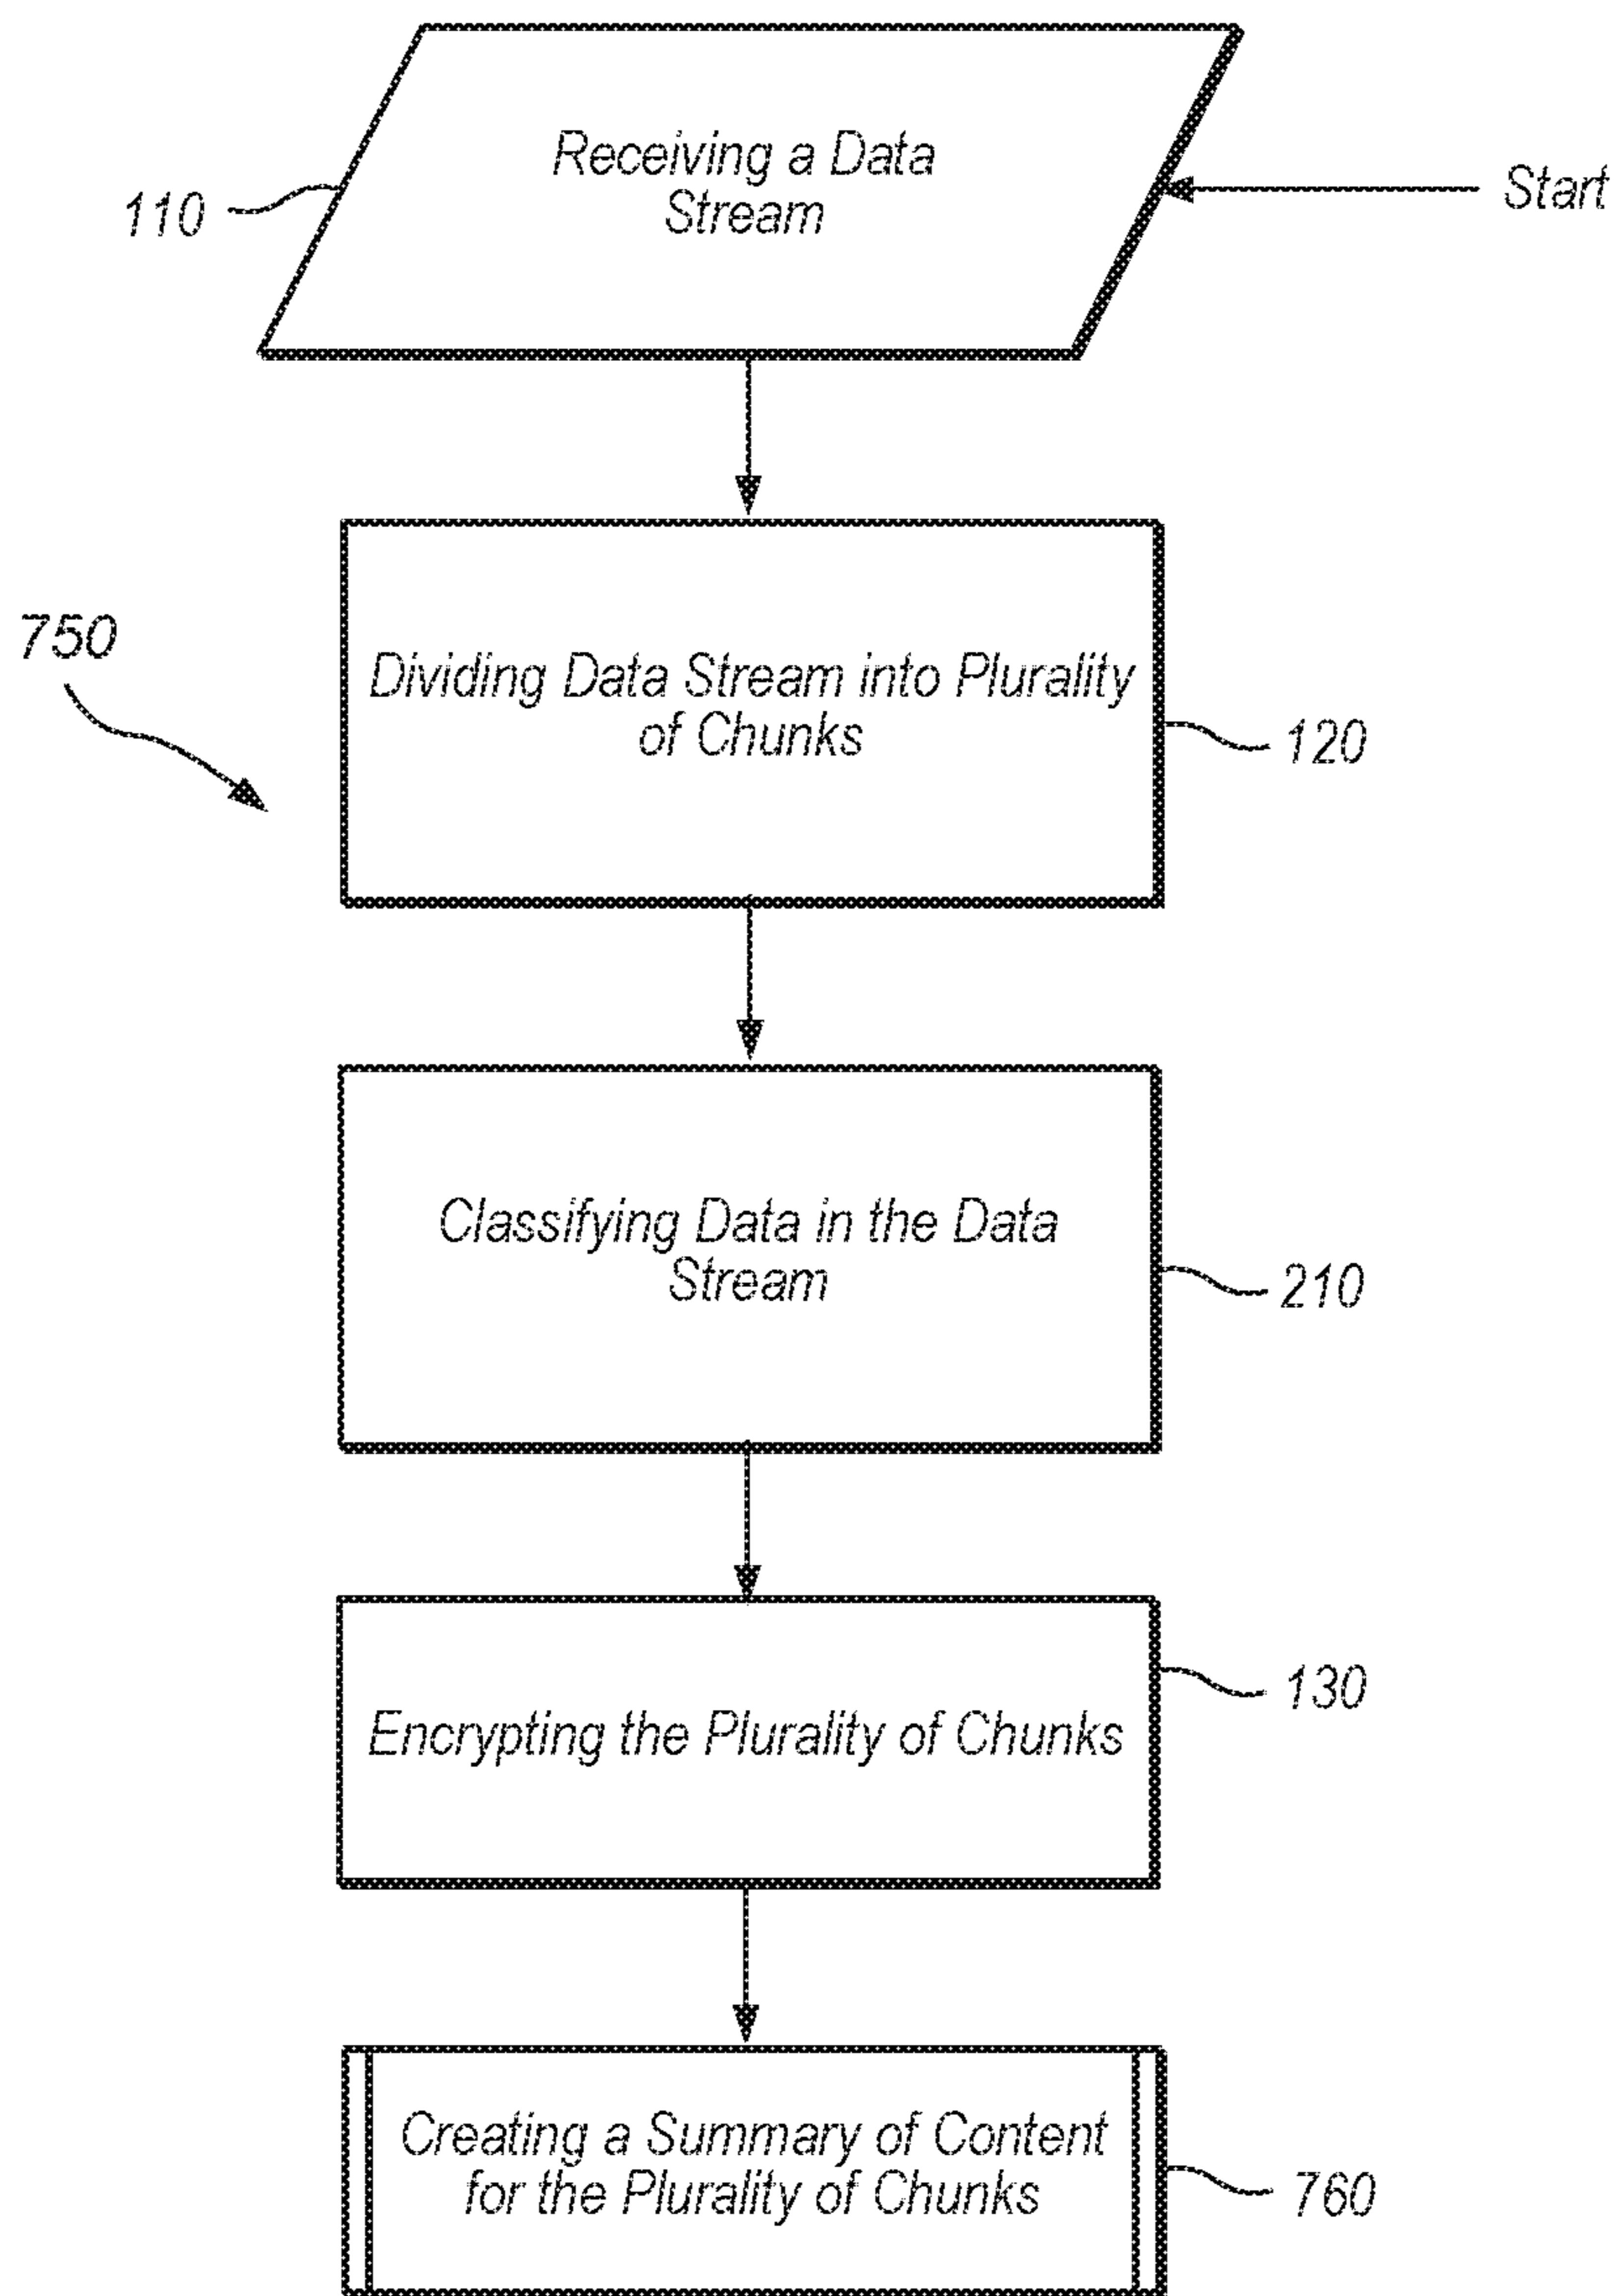 Receiving a Data
Stream
110
Start
750
Dividing Data Stream into Plurality
of Chunks
120
Classifying Data in the Data
Stream
210
130
Encrypting the Plurality of Chunks
Creating a Summary of Content
for the Plurality of Chunks
760